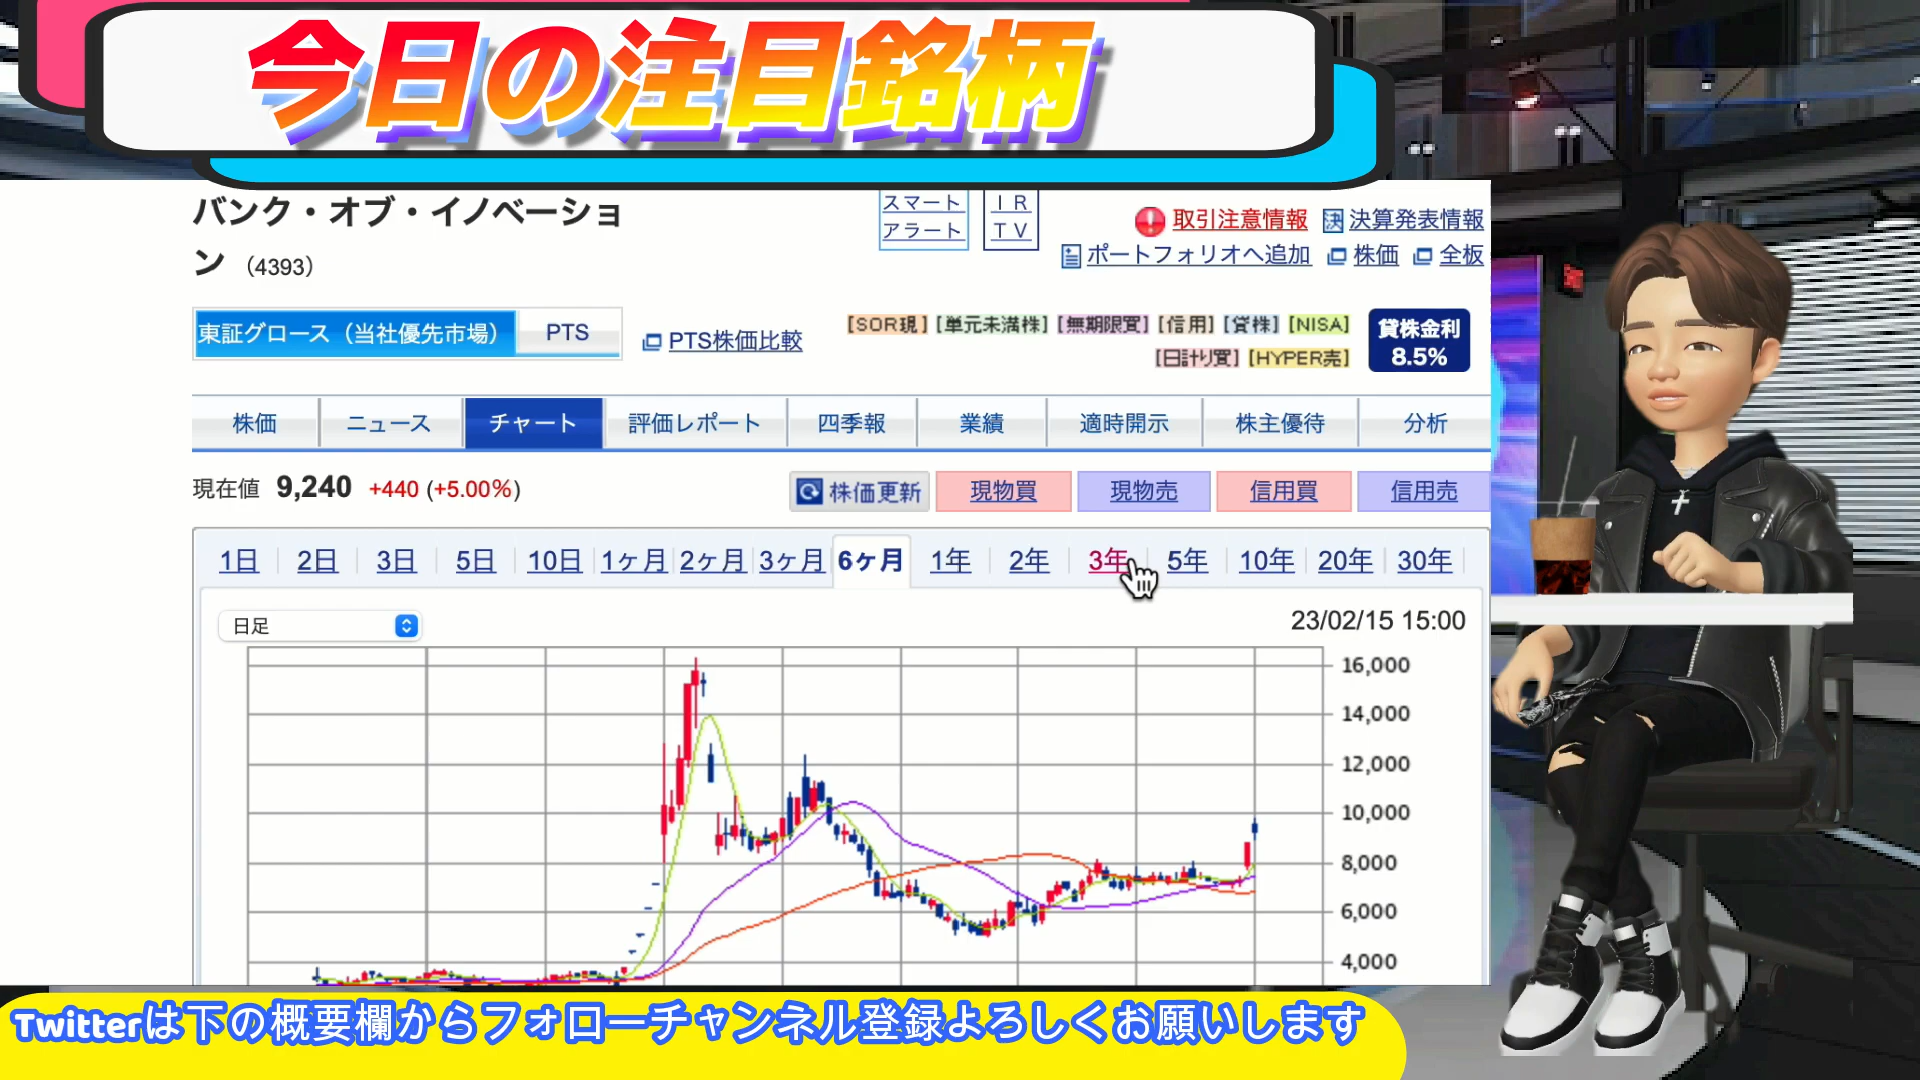 今日の注目銘柄
バンク・オブ・イノベーショ
ン (4393)
スマート
アラート
IR
TV
取引注意情報 決 決算発表情報
ポートフォリオへ追加 株価 全板
東証グロース(当社優先市場) PTS
PTS株価比較
[SOR現] [単元未満株] [無期限買] [信用] [貸株] [NISA]
[日計り買] [HYPER売]
貸株金利
8.5%
株価 ニュース チャート 評価レポート 四季報 業績 適時開示 株主優待 分析
現在値 9,240 +440 (+5.00%)
株価更新 現物買 現物売 信用買 信用売
1日 2日 3日 5日 10日 1ヶ月 2ヶ月 3ヶ月 6ヶ月 1年 2年 3年 5年 10年 20年 30年
日足
23/02/15 15:00
16,000
14,000
12,000
10,000
8,000
6,000
4,000
Twitterは下の概要欄からフォローチャンネル登録よろしくお願いします